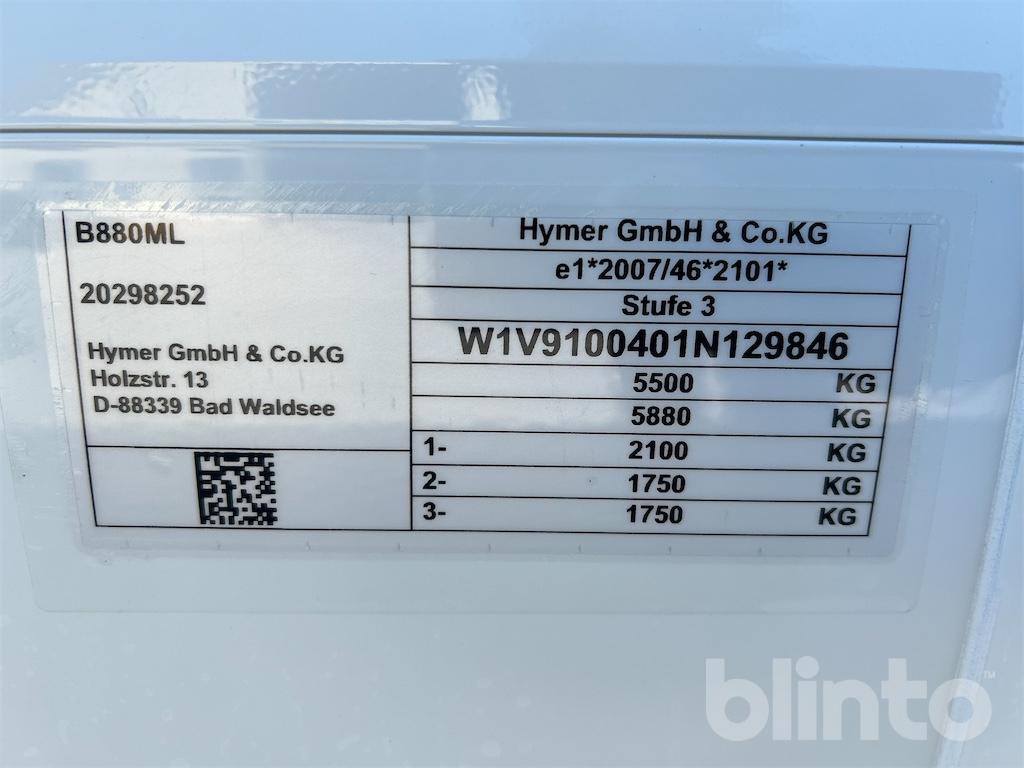 B880ML
20298252
Hymer GmbH & Co.KG
Holzstr. 13
D-88339 Bad Waldsee
Hymer GmbH & Co.KG
e1*2007/46*2101*
Stufe 3
W1V9100401N129846
5500 KG
5880 KG
1- 2100 KG
2- 1750 KG
3- 1750 KG
blinto™